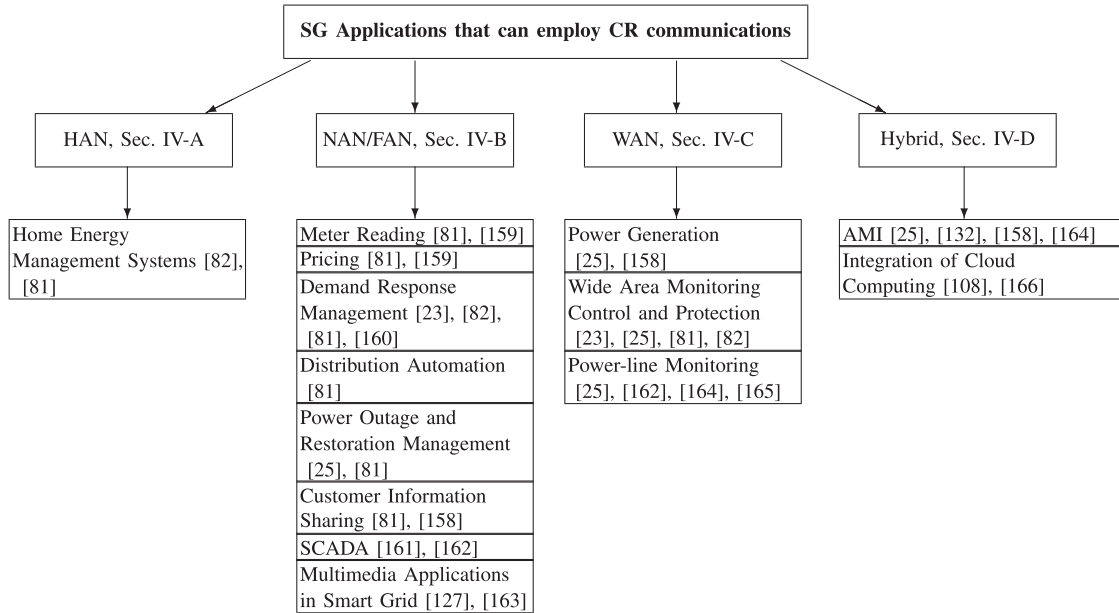 SG Applications that can employ CR communications
HAN, Sec. IV-A
NAN/FAN, Sec. IV-B
WAN, Sec. IV-C
Hybrid, Sec. IV-D
Home Energy
Management Systems [82],
[81]
Meter Reading [81], [159]
Pricing [81], [159]
Demand Response
Management [23], [82],
[81], [160]
Distribution Automation
[81]
Power Outage and
Restoration Management
[25], [81]
Customer Information
Sharing [81], [158]
SCADA [161], [162]
Multimedia Applications
in Smart Grid [127], [163]
Power Generation
[25], [158]
Wide Area Monitoring
Control and Protection
[23], [25], [81], [82]
Power-line Monitoring
[25], [162], [164], [165]
AMI [25], [132], [158], [164]
Integration of Cloud
Computing [108], [166]